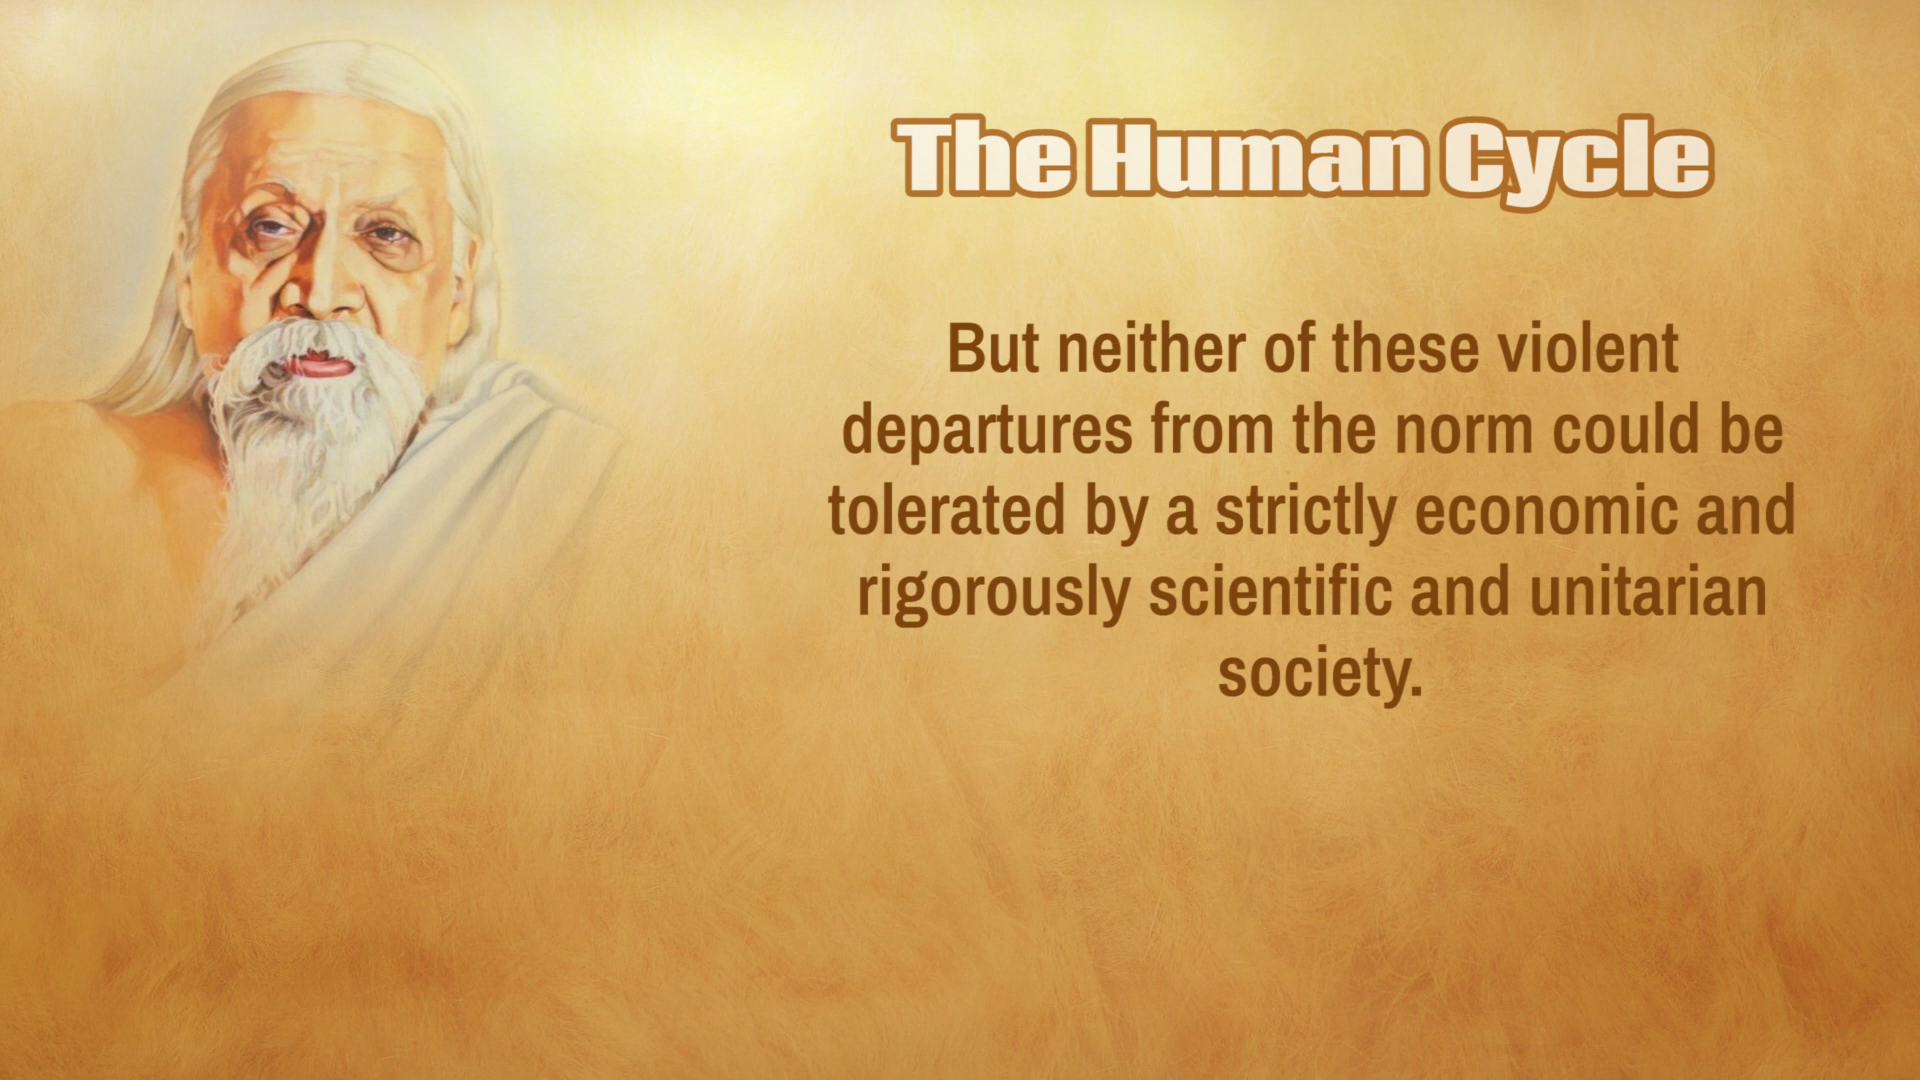 The Human Cycle
But neither of these violent
departures from the norm could be
tolerated by a strictly economic and
rigorously scientific and unitarian
society.